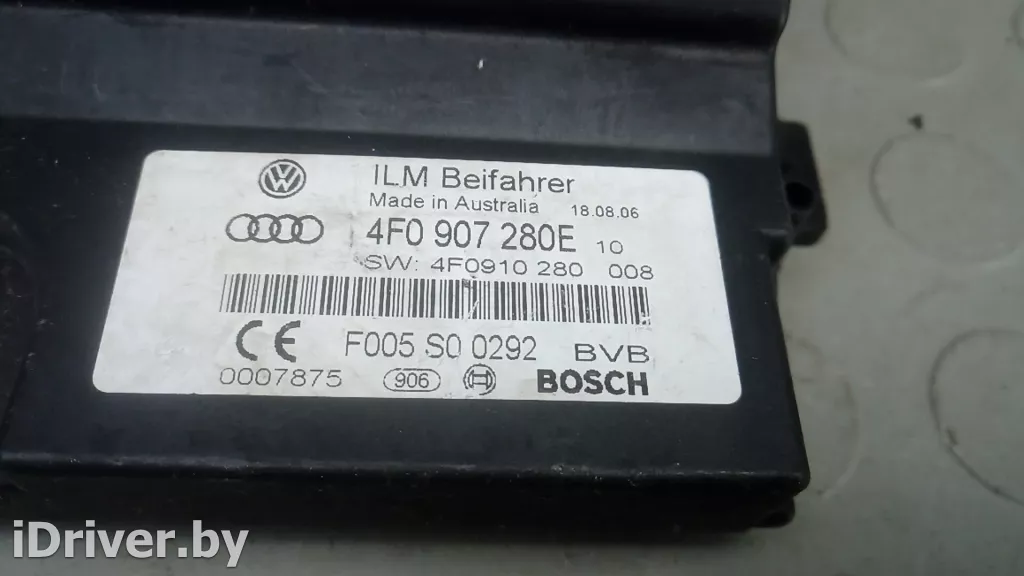 ILM Beifahrer
Made in Australia 18.08.06
4F0 907 280E 10
SW: 4F0910 280 008
CE F005 S0 0292 BVB
0007875 906 BOSCH
iDriver.by